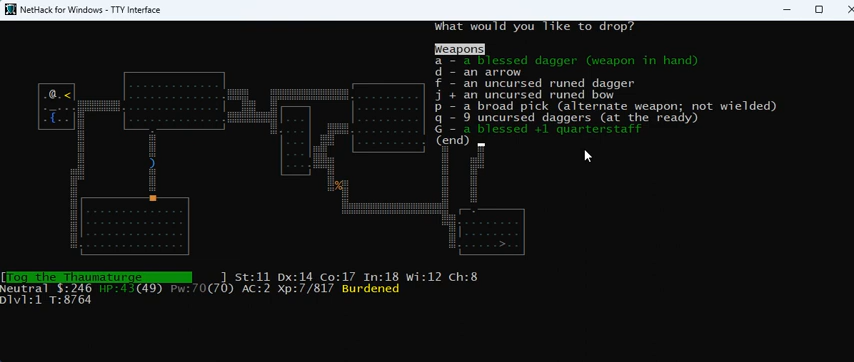 NetHack for Windows - TTY Interface
What would you like to drop?
Weapons
a - a blessed dagger (weapon in hand)
d - an arrow
f - an uncursed runed dagger
j + an uncursed runed bow
p - a broad pick (alternate weapon; not wielded)
q - 9 uncursed daggers (at the ready)
G - a blessed +1 quarterstaff
(end)
[Tog the Thaumaturge ] St:11 Dx:14 Co:17 In:18 Wi:12 Ch:8
Neutral $:246 HP:43(49) Pw:70(70) AC:2 Xp:7/817 Burdened
Dlvl:1 T:8764